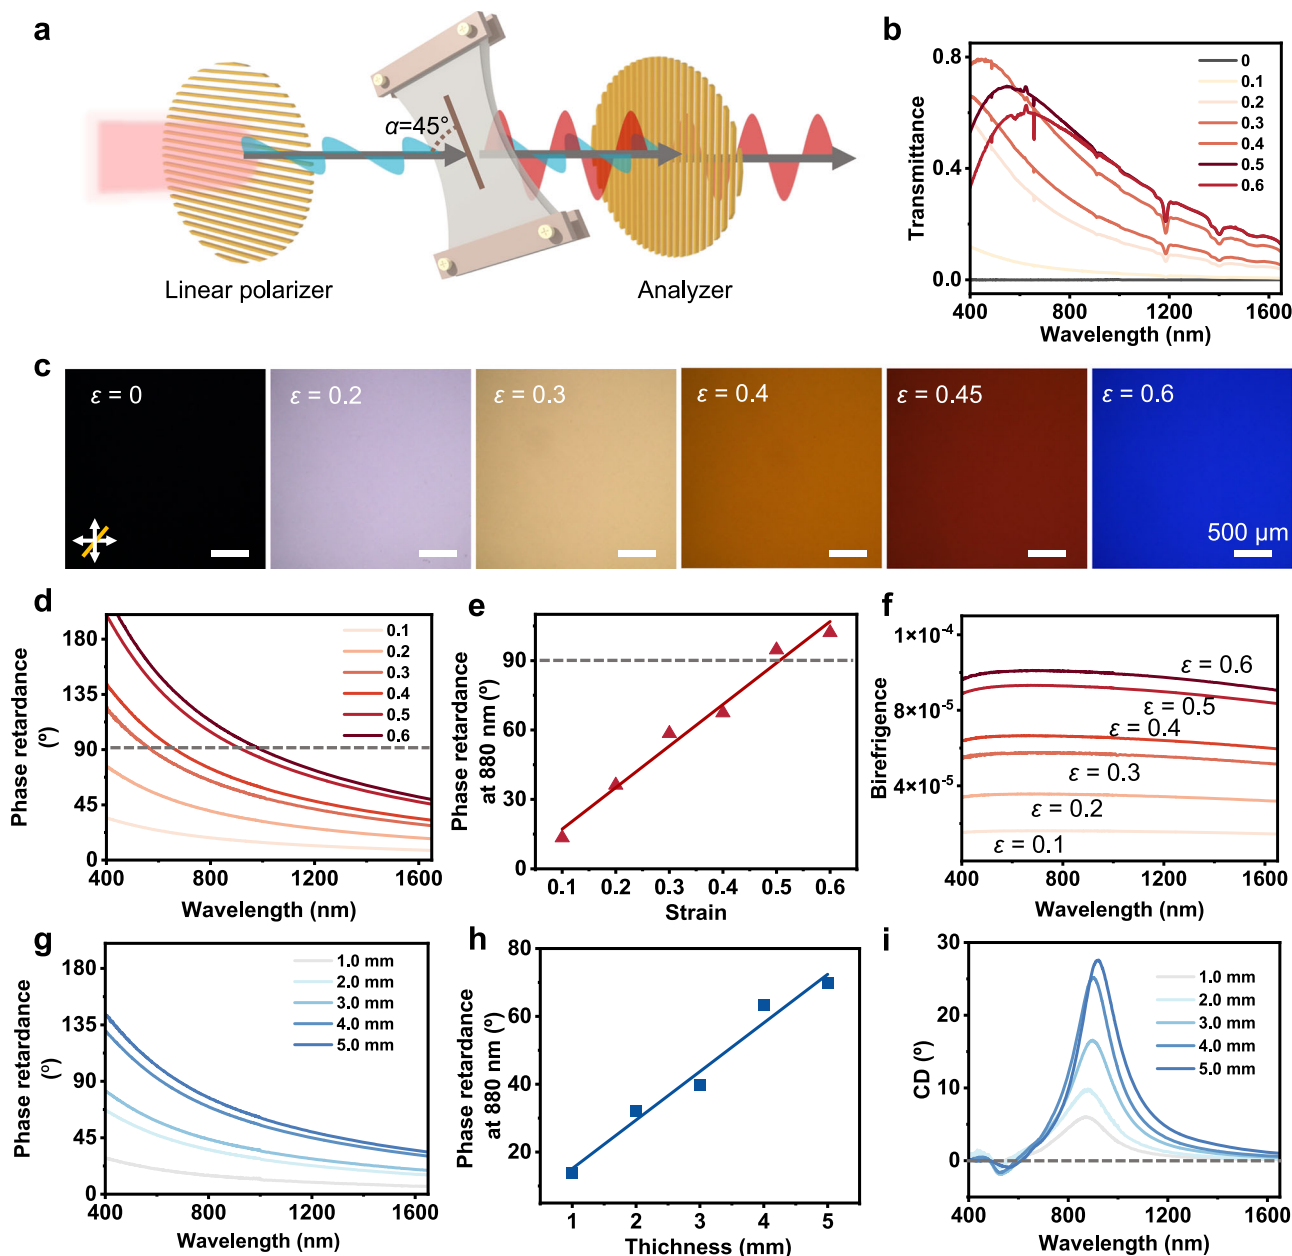 a
α=45°
Linear polarizer
Analyzer
b
Transmittance
0.8
0.4
0.0
400
800
1200
1600
Wavelength (nm)
0
0.1
0.2
0.3
0.4
0.5
0.6
c
ε = 0
ε = 0.2
ε = 0.3
ε = 0.4
ε = 0.45
ε = 0.6
500 µm
d
Phase retardance
(º)
180
135
90
45
0
400
800
1200
1600
Wavelength (nm)
0.1
0.2
0.3
0.4
0.5
0.6
e
Phase retardance
at 880 nm (º)
90
60
30
0
0.1
0.2
0.3
0.4
0.5
0.6
Strain
f
Birefrigence
1×10⁻⁴
8×10⁻⁵
4×10⁻⁵
ε = 0.6
ε = 0.5
ε = 0.4
ε = 0.3
ε = 0.2
ε = 0.1
400
800
1200
1600
Wavelength (nm)
g
Phase retardance
(º)
180
135
90
45
0
400
800
1200
1600
Wavelength (nm)
1.0 mm
2.0 mm
3.0 mm
4.0 mm
5.0 mm
h
Phase retardance
at 880 nm (º)
80
60
40
20
1
2
3
4
5
Thichness (mm)
i
CD (º)
30
20
10
0
400
800
1200
1600
Wavelength (nm)
1.0 mm
2.0 mm
3.0 mm
4.0 mm
5.0 mm